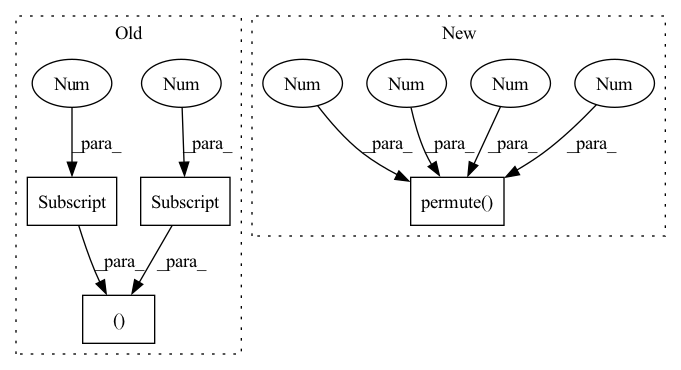 Old
New
Num
Num
Num
Num
Num
Num
_para_
_para_
_para_
_para_
_para_
_para_
Subscript
Subscript
permute()
_para_
_para_
()